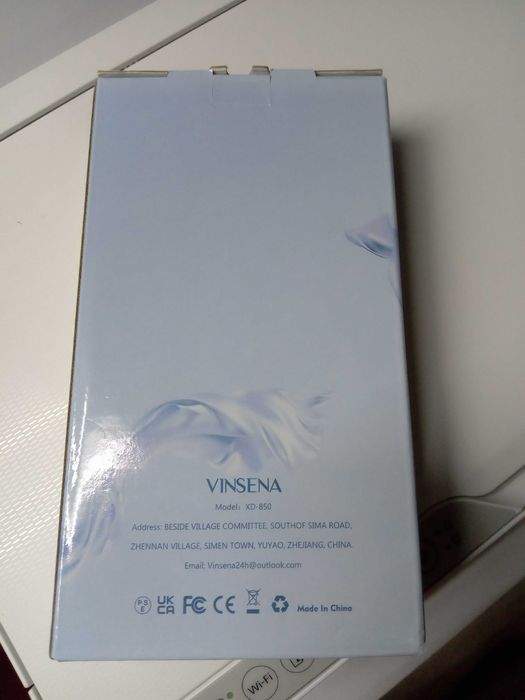 VINSENA
Model: XD-850
Address: BESIDE VILLAGE COMMITTEE, SOUTHOF SIMA ROAD,
ZHENNAN VILLAGE, SIMEN TOWN, YUYAO, ZHEJIANG, CHINA.
Email: Vinsena24h@outlook.com
PS
E
UK
CA
FC CE Made In China
Wi-Fi